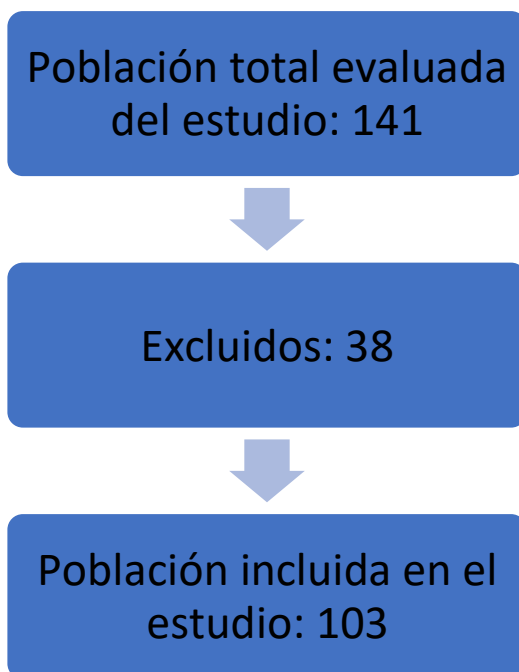 Población total evaluada
del estudio: 141
Excluidos: 38
Población incluida en el
estudio: 103